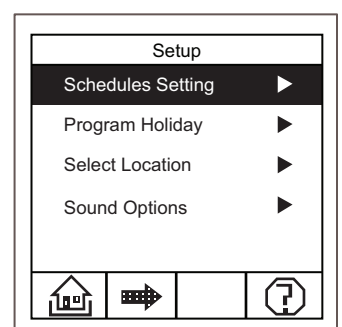 Setup
Schedules Setting
Program Holiday
Select Location
Sound Options
?